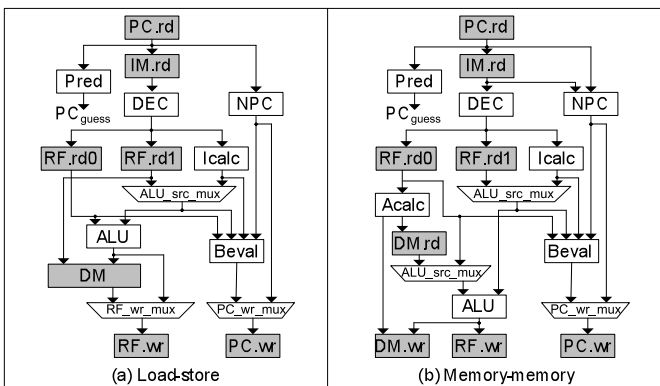 PC.rd
IM.rd
Pred
DEC
NPC
PCguess
RF.rd0
RF.rd1
Icalc
ALU_src_mux
ALU
Beval
DM
RF_wr_mux
PC_wr_mux
RF.wr
PC.wr
(a) Load-store
PC.rd
IM.rd
Pred
DEC
NPC
PCguess
RF.rd0
RF.rd1
Icalc
ALU_src_mux
Acalc
DM.rd
Beval
ALU_src_mux
ALU
PC_wr_mux
DM.wr
RF.wr
PC.wr
(b) Memory-memory